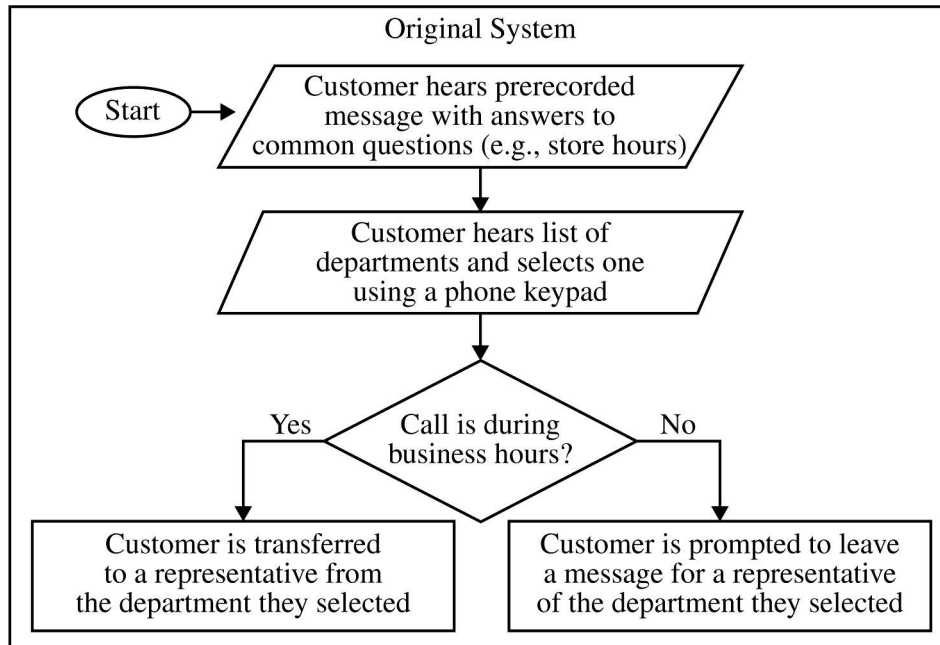 Original System
Start
Customer hears prerecorded
message with answers to
common questions (e.g., store hours)
Customer hears list of
departments and selects one
using a phone keypad
Yes
Call is during
business hours?
No
Customer is transferred
to a representative from
the department they selected
Customer is prompted to leave
a message for a representative
of the department they selected